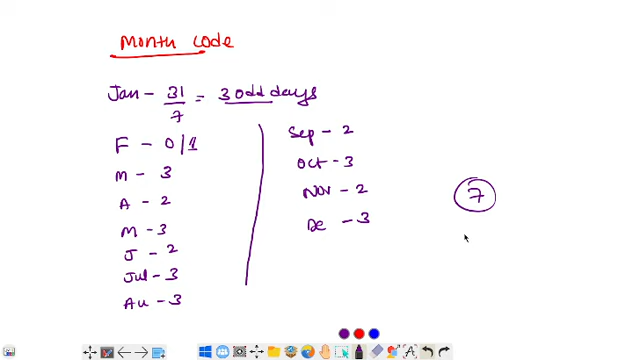 Month code
Jan - 31/7 = 3 odd days
F - 0/1
M - 3
A - 2
M - 3
J - 2
Jul - 3
Au - 3
Sep - 2
Oct - 3
Nov - 2
De - 3
7